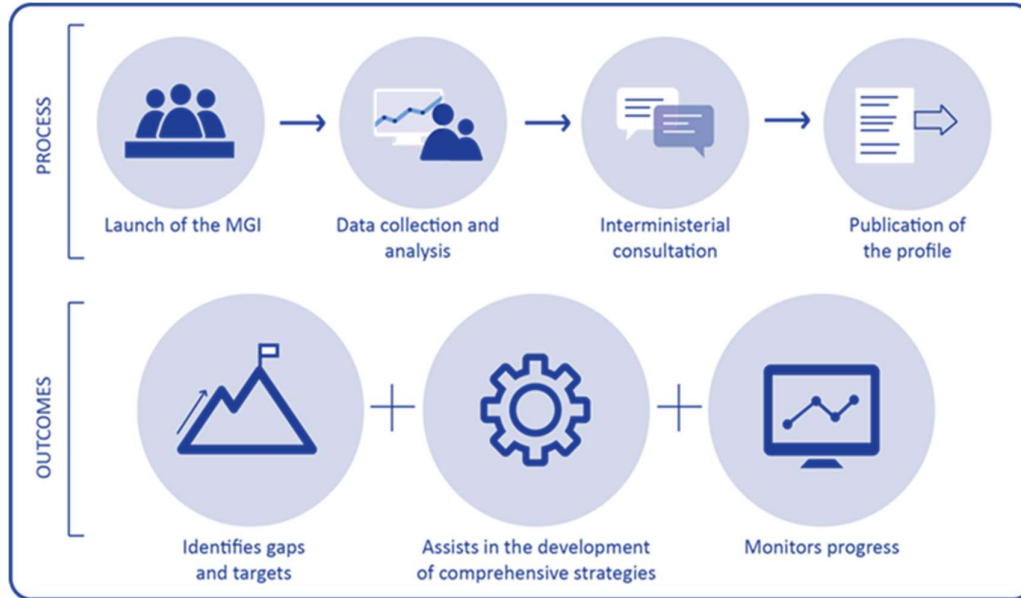 PROCESS
Launch of the MGI
Data collection and
analysis
Interministerial
consultation
Publication of
the profile
OUTCOMES
Identifies gaps
and targets
Assists in the development
of comprehensive strategies
Monitors progress